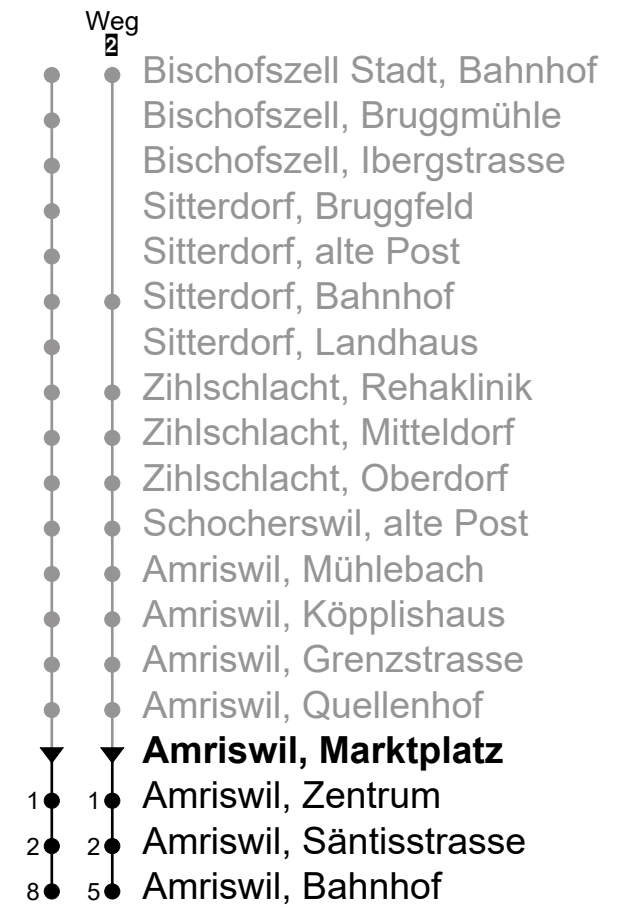 Weg
2
Bischofszell Stadt, Bahnhof
Bischofszell, Bruggmühle
Bischofszell, Ibergstrasse
Sitterdorf, Bruggfeld
Sitterdorf, alte Post
Sitterdorf, Bahnhof
Sitterdorf, Landhaus
Zihlschlacht, Rehaklinik
Zihlschlacht, Mitteldorf
Zihlschlacht, Oberdorf
Schocherswil, alte Post
Amriswil, Mühlebach
Amriswil, Köpplishaus
Amriswil, Grenzstrasse
Amriswil, Quellenhof
Amriswil, Marktplatz
1 1 Amriswil, Zentrum
2 2 Amriswil, Säntisstrasse
8 5 Amriswil, Bahnhof